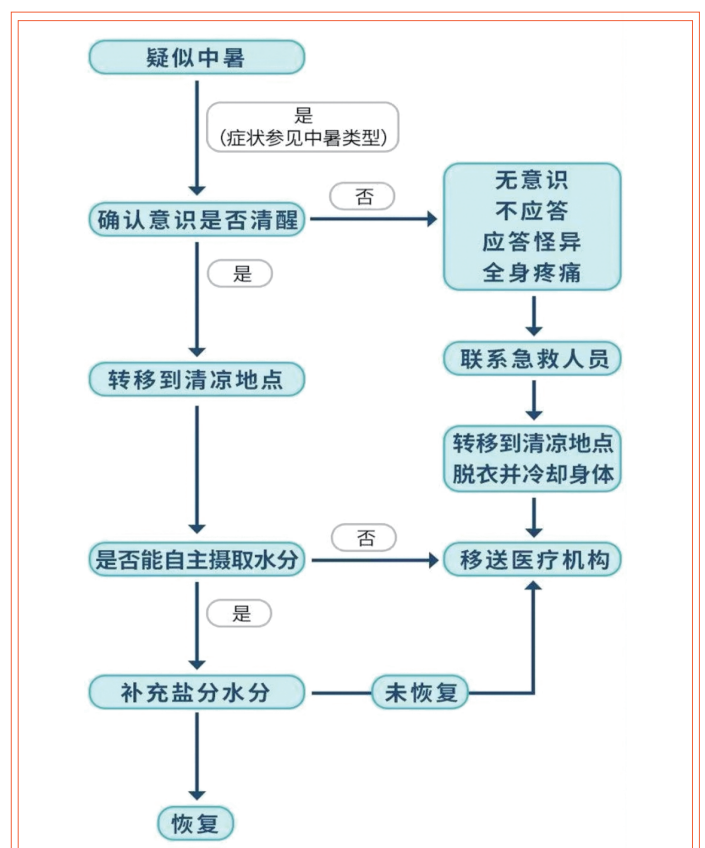 疑似中暑
是
（症状参见中暑类型）
确认意识是否清醒
否
无意识
不应答
应答怪异
全身疼痛
是
联系急救人员
转移到清凉地点
转移到清凉地点
脱衣并冷却身体
是否能自主摄取水分
否
移送医疗机构
是
补充盐分水分
未恢复
恢复